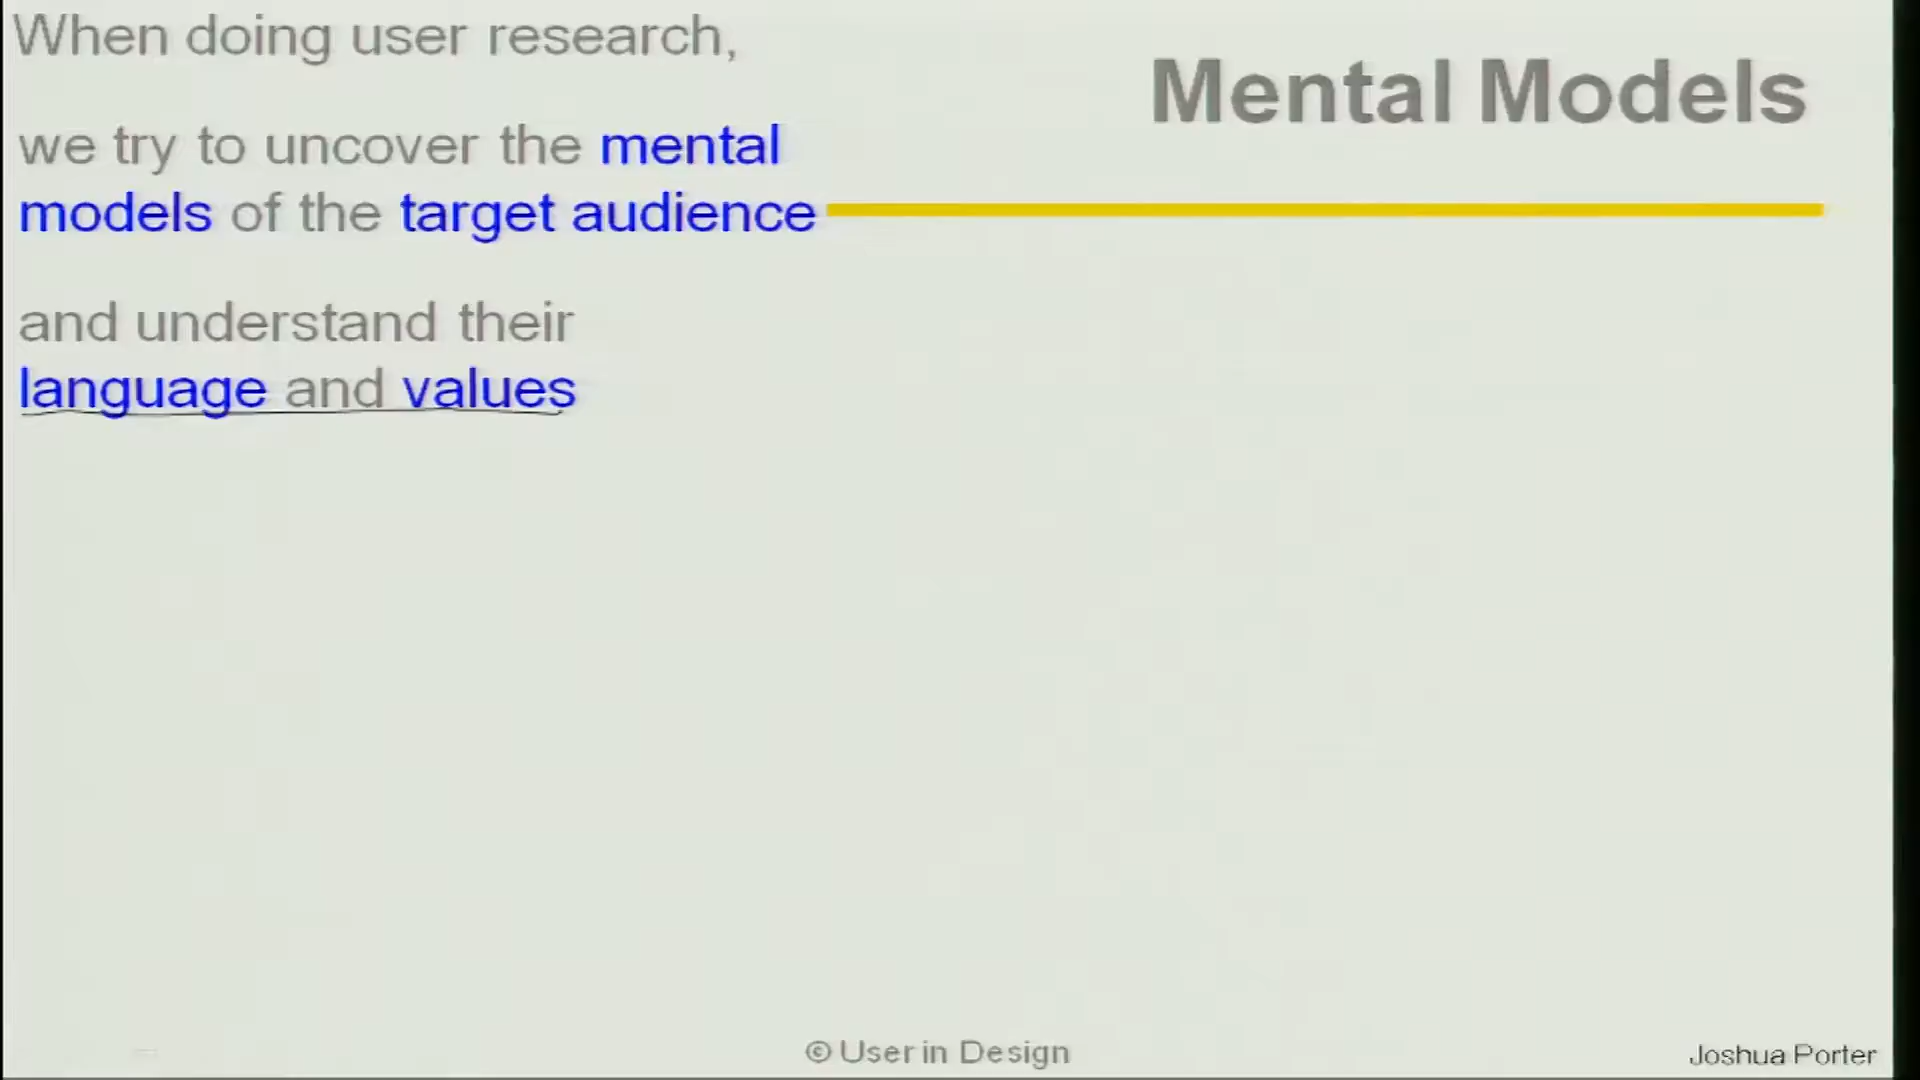 When doing user research,
Mental Models
we try to uncover the mental
models of the target audience
and understand their
language and values
© User in Design
Joshua Porter